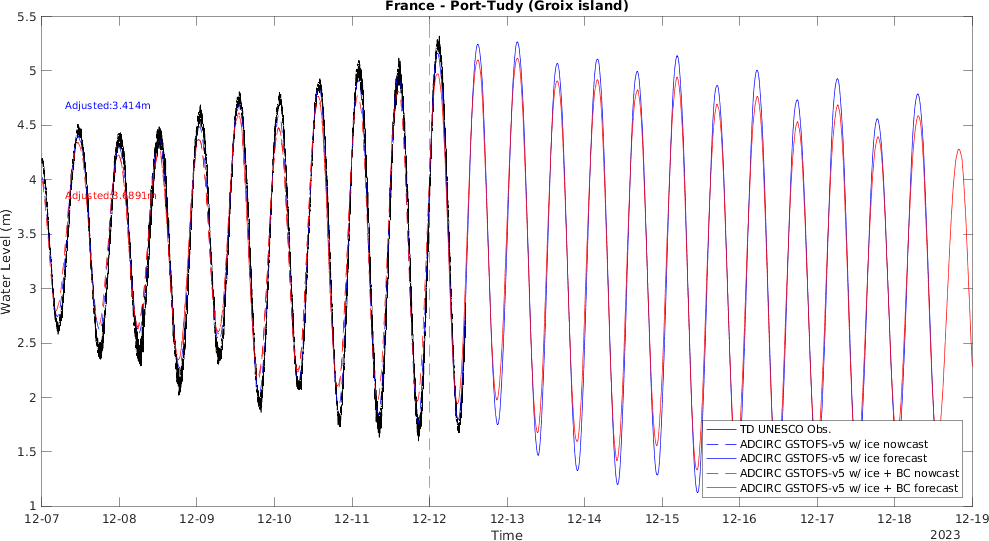 France - Port-Tudy (Groix island)
5.5
5
4.5
4
3.5
3
2.5
2
1.5
1
Water Level (m)
Adjusted:3.414m
Adjusted:3.6891m
TD UNESCO Obs.
ADCIRC GSTOFS-v5 w/ ice nowcast
ADCIRC GSTOFS-v5 w/ ice forecast
ADCIRC GSTOFS-v5 w/ ice + BC nowcast
ADCIRC GSTOFS-v5 w/ ice + BC forecast
12-07 12-08 12-09 12-10 12-11 12-12 12-13 12-14 12-15 12-16 12-17 12-18 12-19
Time
2023